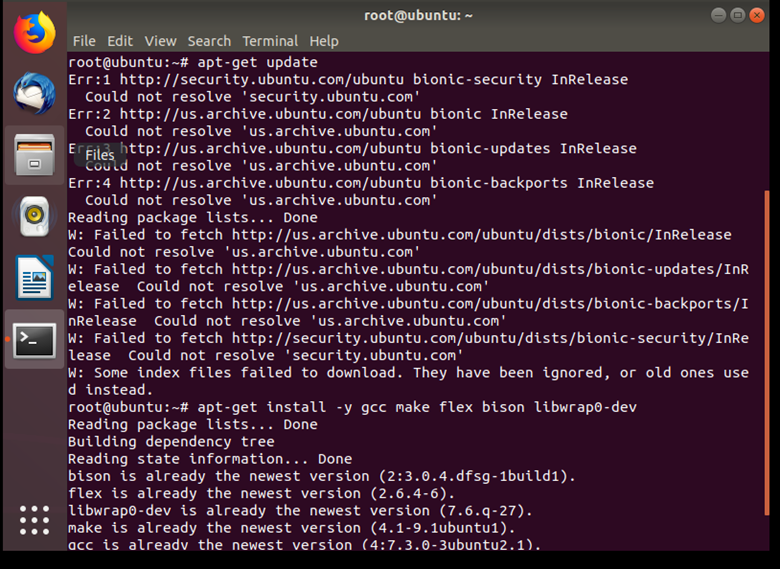 root@ubuntu: ~
File Edit View Search Terminal Help
root@ubuntu:~# apt-get update
Err:1 http://security.ubuntu.com/ubuntu bionic-security InRelease
Could not resolve 'security.ubuntu.com'
Err:2 http://us.archive.ubuntu.com/ubuntu bionic InRelease
Could not resolve 'us.archive.ubuntu.com'
Err:3 http://us.archive.ubuntu.com/ubuntu bionic-updates InRelease
Files
Could not resolve 'us.archive.ubuntu.com'
Err:4 http://us.archive.ubuntu.com/ubuntu bionic-backports InRelease
Could not resolve 'us.archive.ubuntu.com'
Reading package lists... Done
W: Failed to fetch http://us.archive.ubuntu.com/ubuntu/dists/bionic/InRelease
Could not resolve 'us.archive.ubuntu.com'
W: Failed to fetch http://us.archive.ubuntu.com/ubuntu/dists/bionic-updates/InR
elease Could not resolve 'us.archive.ubuntu.com'
W: Failed to fetch http://us.archive.ubuntu.com/ubuntu/dists/bionic-backports/I
nRelease Could not resolve 'us.archive.ubuntu.com'
W: Failed to fetch http://security.ubuntu.com/ubuntu/dists/bionic-security/InRe
lease Could not resolve 'security.ubuntu.com'
W: Some index files failed to download. They have been ignored, or old ones use
d instead.
root@ubuntu:~# apt-get install -y gcc make flex bison libwrap0-dev
Reading package lists... Done
Building dependency tree
Reading state information... Done
bison is already the newest version (2:3.0.4.dfsg-1build1).
flex is already the newest version (2.6.4-6).
libwrap0-dev is already the newest version (7.6.q-27).
make is already the newest version (4.1-9.1ubuntu1).
gcc is already the newest version (4:7.3.0-3ubuntu2.1).